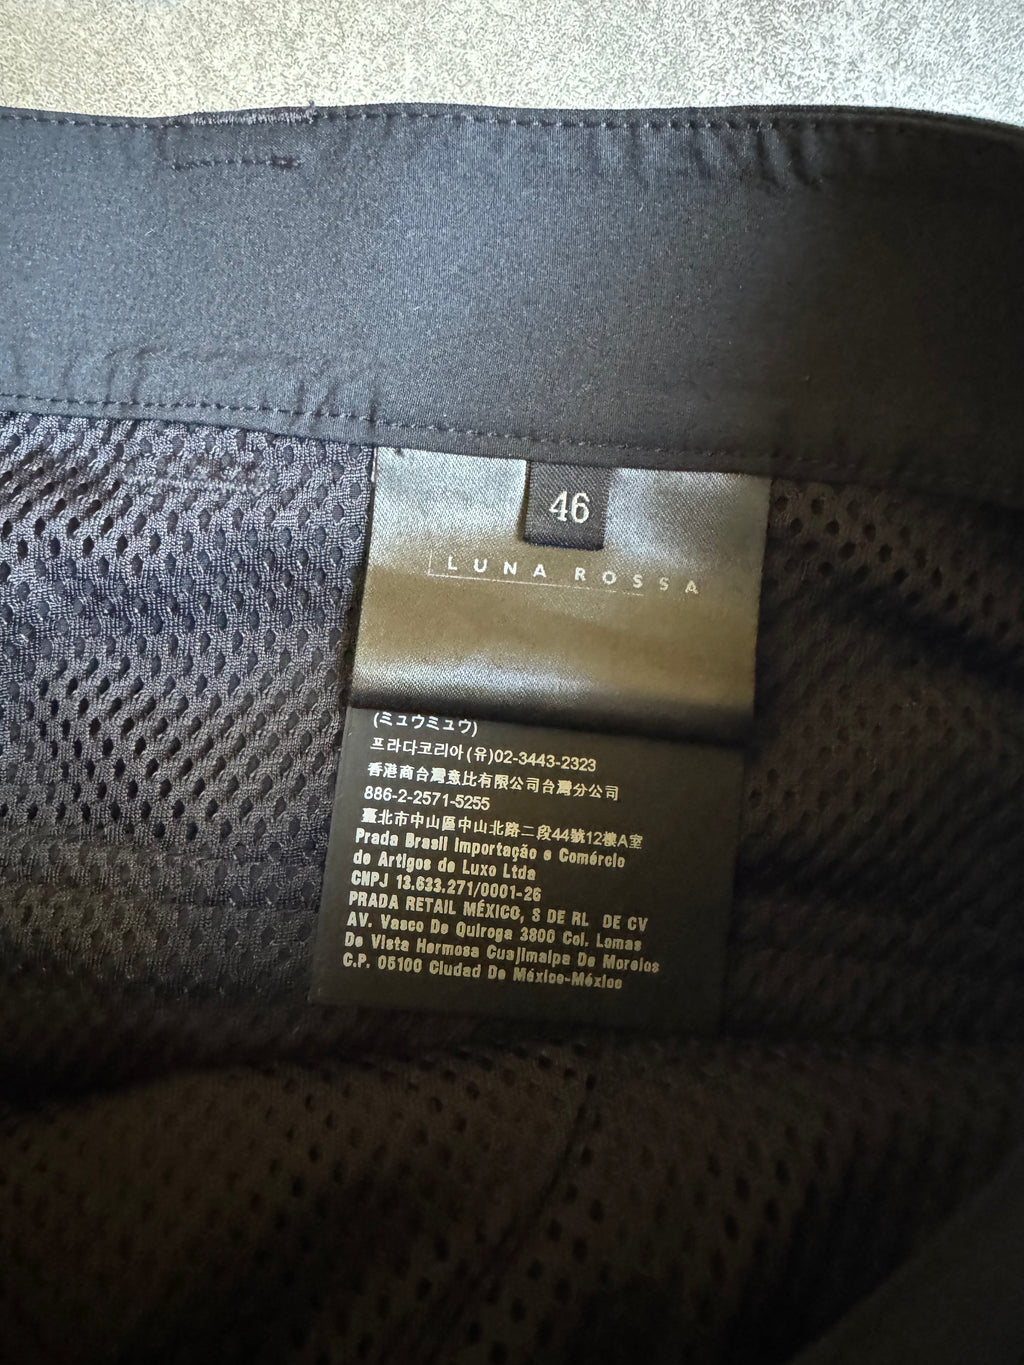 46
LUNA ROSSA
(ミュウミュウ)
프라다코리아(유)02-3443-2323
香港商台灣意比有限公司台灣分公司
886-2-2571-5255
臺北市中山區中山北路二段44號12樓A室
Prada Brasil Importação e Comércio
de Artigos de Luxo Ltda
CNPJ 13.633.271/0001-26
PRADA RETAIL MÉXICO, S DE RL DE CV
AV. Vasco De Quiroga 3800 Col. Lomas
De Vista Hermosa Cuajimalpa De Morelos
C.P. 05100 Ciudad De México-México